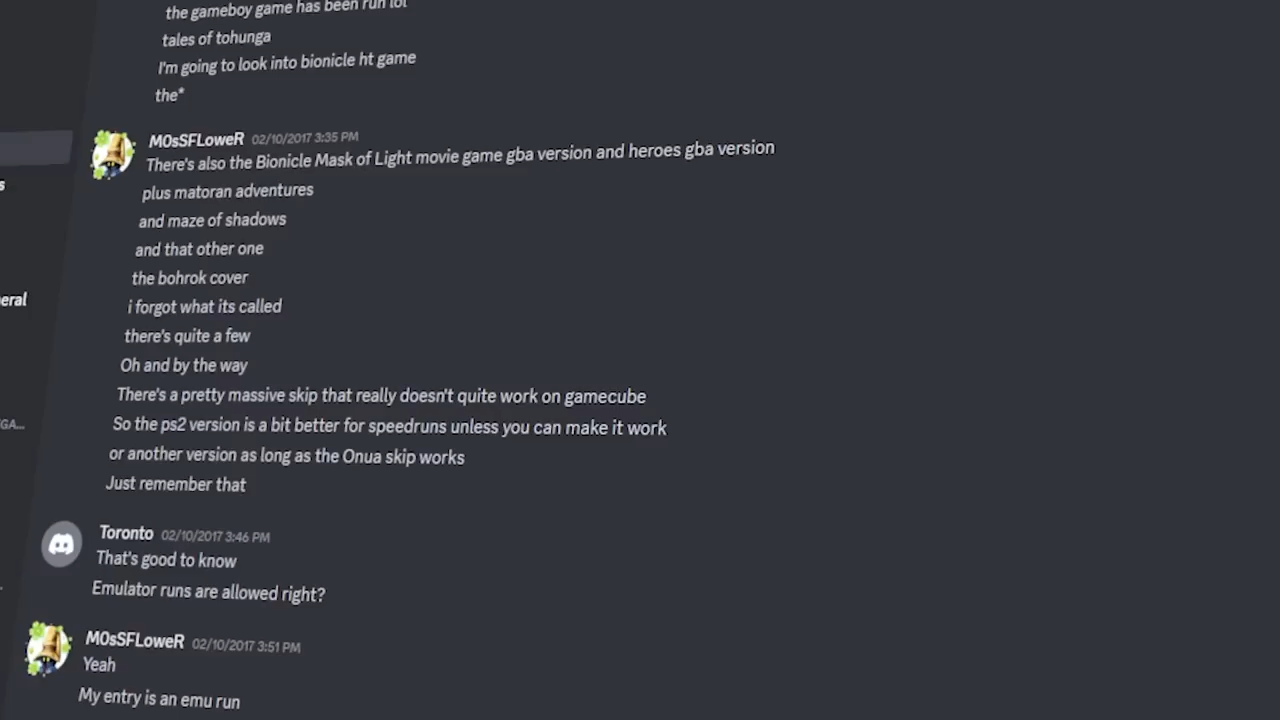 the gameboy game has been run lol
tales of tohunga
I'm going to look into bionicle ht game
the*
M0sSFLoweR 02/10/2017 3:35 PM
There's also the Bionicle Mask of Light movie game gba version and heroes gba version
plus matoran adventures
and maze of shadows
and that other one
the bohrok cover
i forgot what its called
there's quite a few
Oh and by the way
There's a pretty massive skip that really doesn't quite work on gamecube
So the ps2 version is a bit better for speedruns unless you can make it work
or another version as long as the Onua skip works
Just remember that
Toronto 02/10/2017 3:46 PM
That's good to know
Emulator runs are allowed right?
M0sSFLoweR 02/10/2017 3:51 PM
Yeah
My entry is an emu run
s
eral
GA...